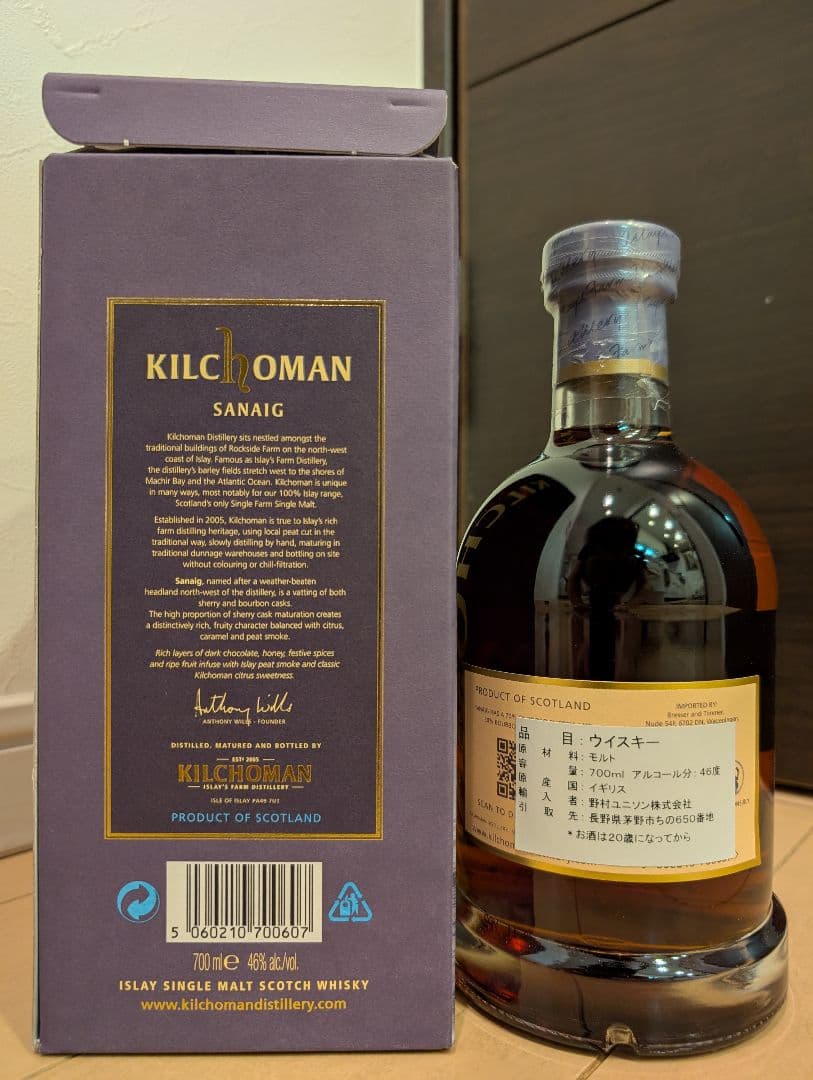 KILCHOMAN
SANAIG
Kilchoman Distillery sits nestled amongst the
traditional buildings of Rockside Farm on the north-west
coast of Islay. Famous as Islay's Farm Distillery,
the distillery's barley fields stretch west to the shores of
Machir Bay and the Atlantic Ocean. Kilchoman is unique
in many ways, most notably for our 100% Islay range,
Scotland's only Single Farm Single Malt.
Established in 2005, Kilchoman is true to Islay's rich
farm distilling heritage, using local peat cut in the
traditional way, slowly distilling by hand, maturing in
traditional dunnage warehouses and bottling on site
without colouring or chill-filtration.
Sanaig, named after a weather-beaten
headland north-west of the distillery, is a vatting of both
sherry and bourbon casks.
The high proportion of sherry cask maturation creates
a distinctively rich, fruity character balanced with citrus,
caramel and peat smoke.
Rich layers of dark chocolate, honey, festive spices
and ripe fruit infuse with Islay peat smoke and classic
Kilchoman citrus sweetness.
Anthony Wills
ANTHONY WILLS - FOUNDER
DISTILLED, MATURED AND BOTTLED BY
ESTD 2005
KILCHOMAN
ISLAY'S FARM DISTILLERY
ISLE OF ISLAY PA49 7UT
PRODUCT OF SCOTLAND
5 060210 700607
700 ml e 46% alc./vol.
ISLAY SINGLE MALT SCOTCH WHISKY
www.kilchomandistillery.com
PRODUCT OF SCOTLAND
IMPORTED BY:
Bresser and Timmer,
品目：ウイスキー
原材料：モルト
容量：700ml アルコール分：46度
原産国：イギリス
輸入者：野村ユニソン株式会社
引取先：長野県茅野市ちの650番地
*お酒は20歳になってから
SCAN TO D
www.kilchom